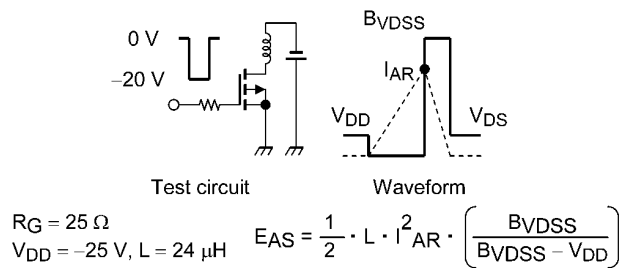 0 V
−20 V
BVDSS
IAR
VDD
VDS
Test circuit
Waveform
RG = 25 Ω
VDD = −25 V, L = 24 μH
EAS = 1/2 · L · I²AR · (BVDSS / (BVDSS − VDD))